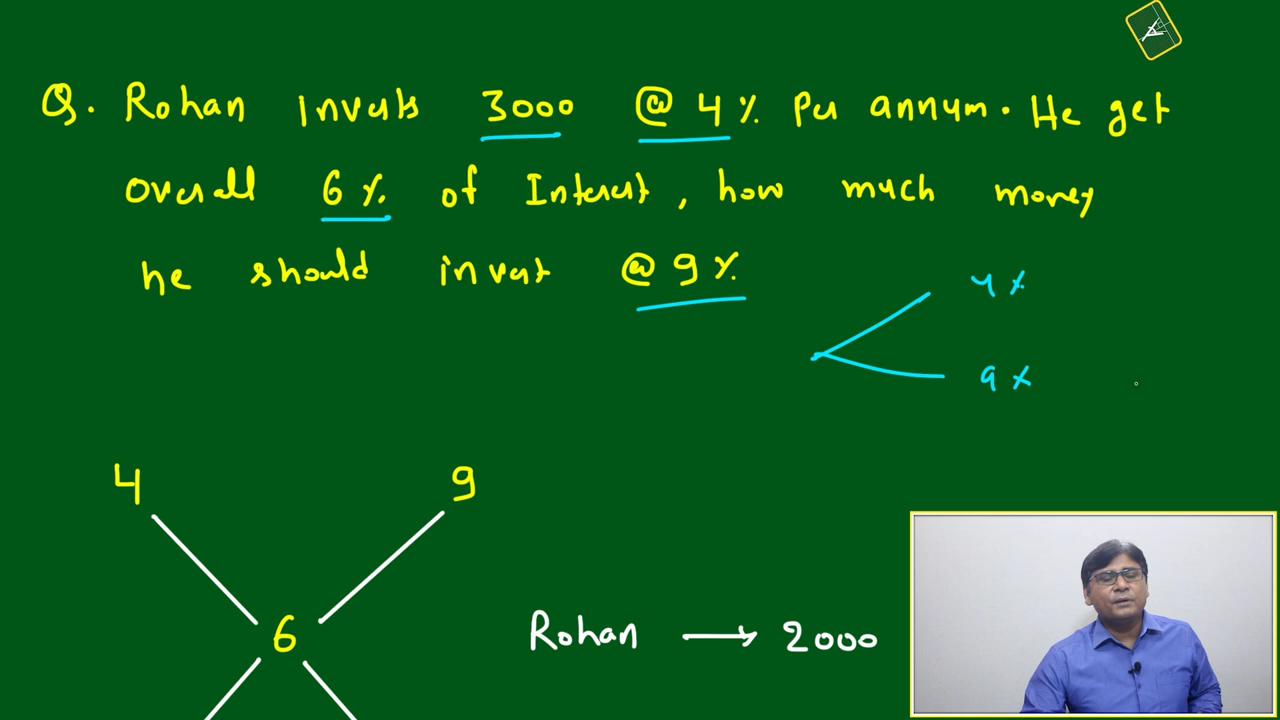 Q. Rohan invests 3000 @ 4% Per annum. He get
overall 6% of Interest, how much money
he should invest @ 9%
4%
9%
4 9
6
Rohan → 2000